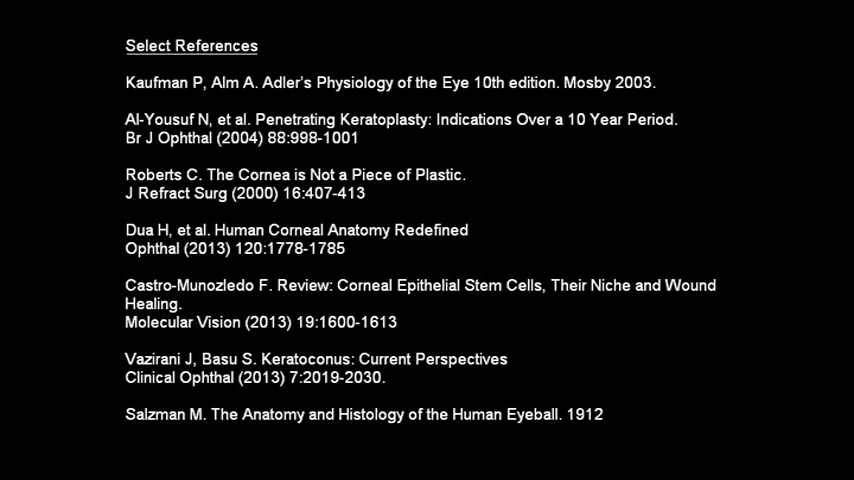 Select References
Kaufman P, Alm A. Adler's Physiology of the Eye 10th edition. Mosby 2003.
Al-Yousuf N, et al. Penetrating Keratoplasty: Indications Over a 10 Year Period.
Br J Ophthal (2004) 88:998-1001
Roberts C. The Cornea is Not a Piece of Plastic.
J Refract Surg (2000) 16:407-413
Dua H, et al. Human Corneal Anatomy Redefined
Ophthal (2013) 120:1778-1785
Castro-Munozledo F. Review: Corneal Epithelial Stem Cells, Their Niche and Wound
Healing.
Molecular Vision (2013) 19:1600-1613
Vazirani J, Basu S. Keratoconus: Current Perspectives
Clinical Ophthal (2013) 7:2019-2030.
Salzman M. The Anatomy and Histology of the Human Eyeball. 1912